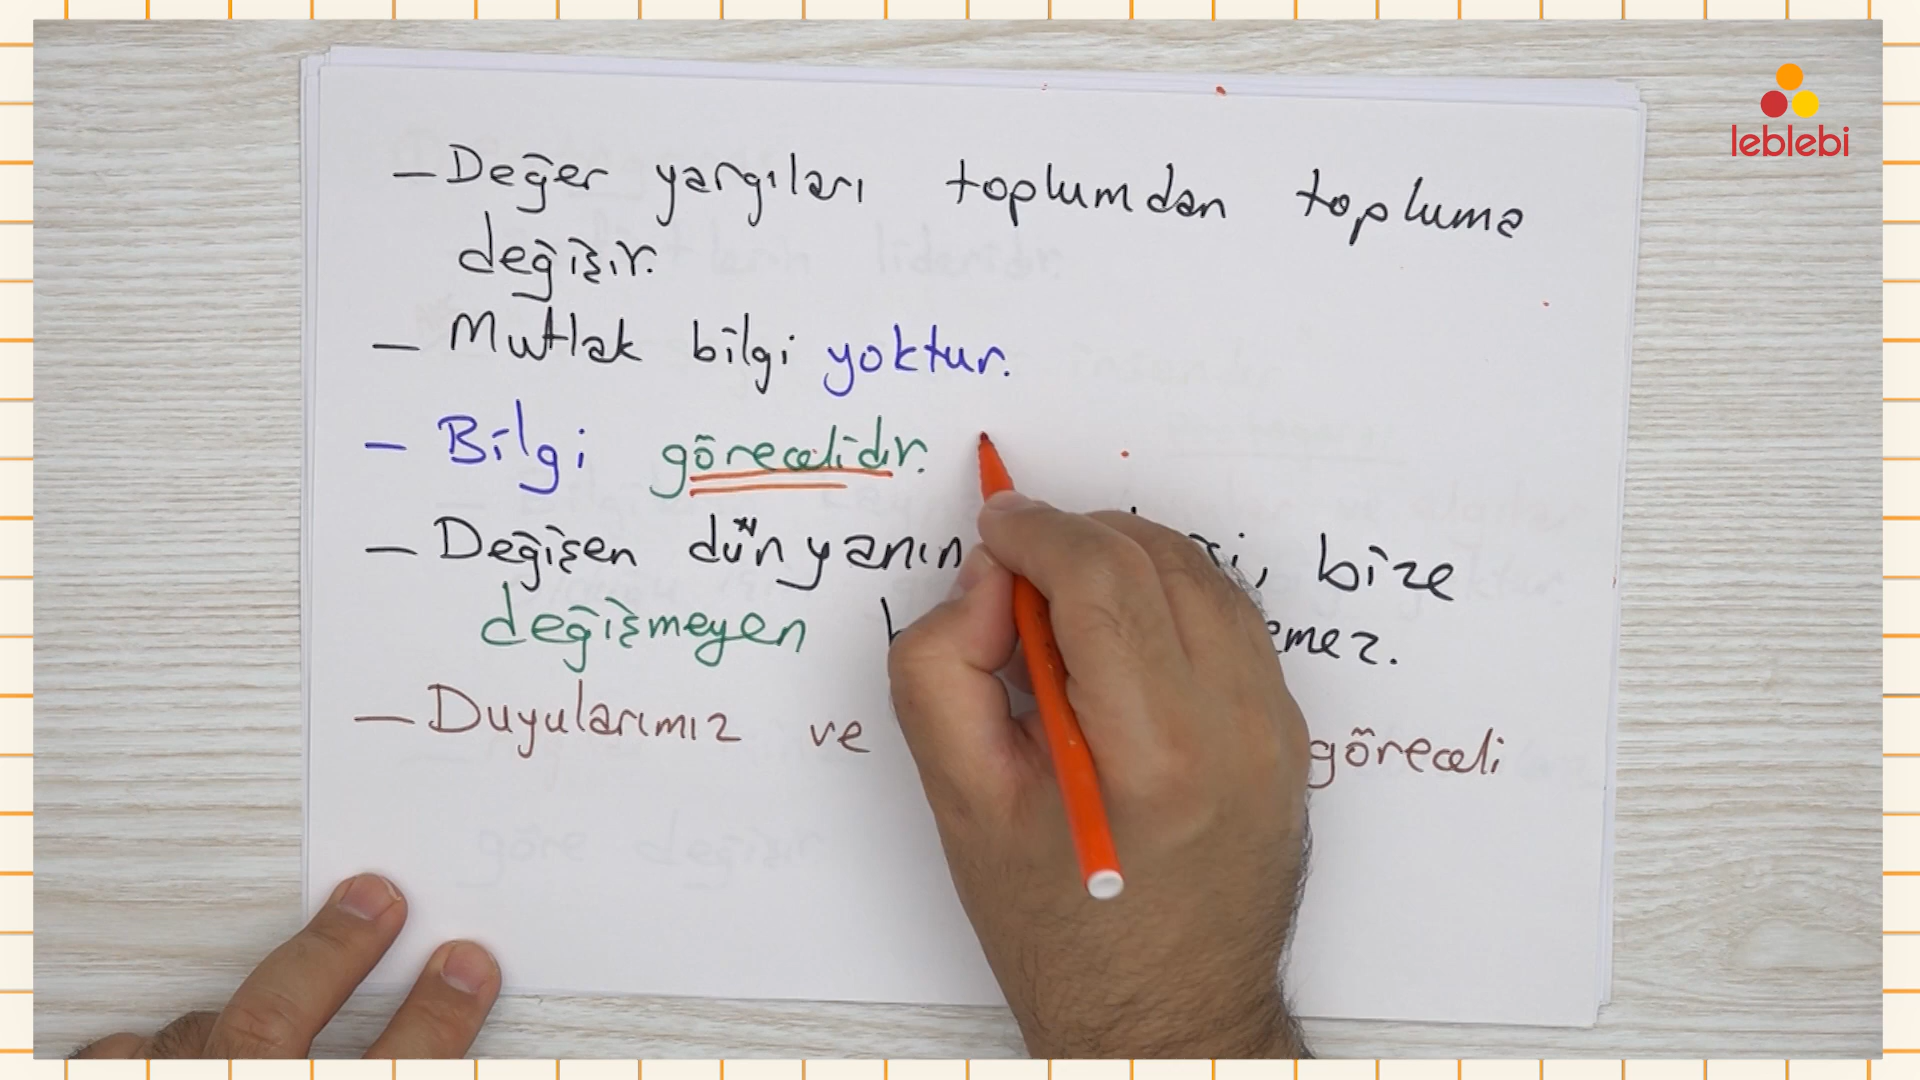 leblebi
– Değer yargıları toplumdan topluma
değişir.
– Mutlak bilgi yoktur.
– Bilgi görecelidir.
– Değişen dünyanın bize
değişmeyen
– Duyularımız ve göreceli